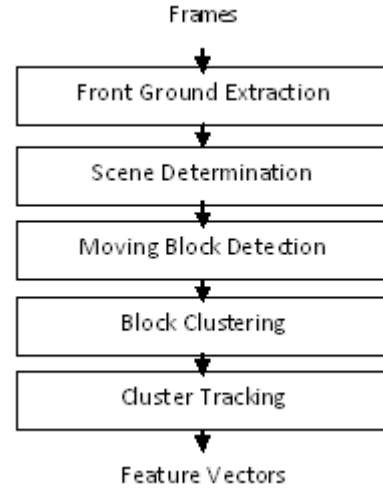 Frames
Front Ground Extraction
Scene Determination
Moving Block Detection
Block Clustering
Cluster Tracking
Feature Vectors